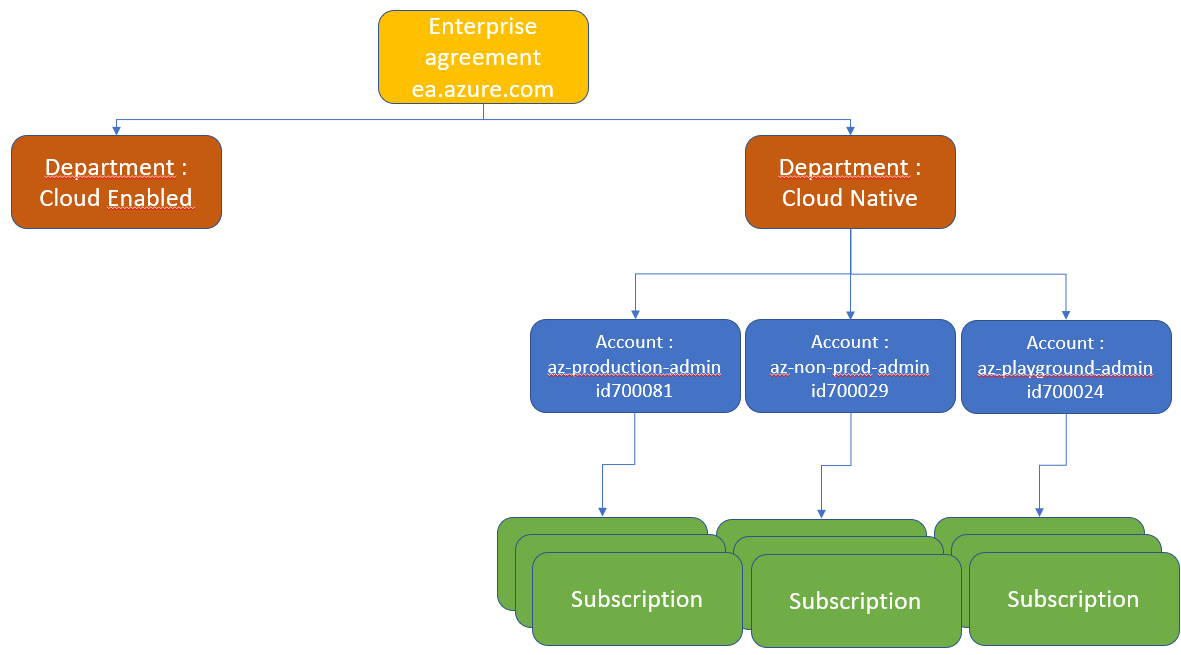 Enterprise
agreement
ea.azure.com
Department :
Cloud Enabled
Department :
Cloud Native
Account :
az-production-admin
id700081
Account :
az-non-prod-admin
id700029
Account :
az-playground-admin
id700024
Subscription
Subscription
Subscription